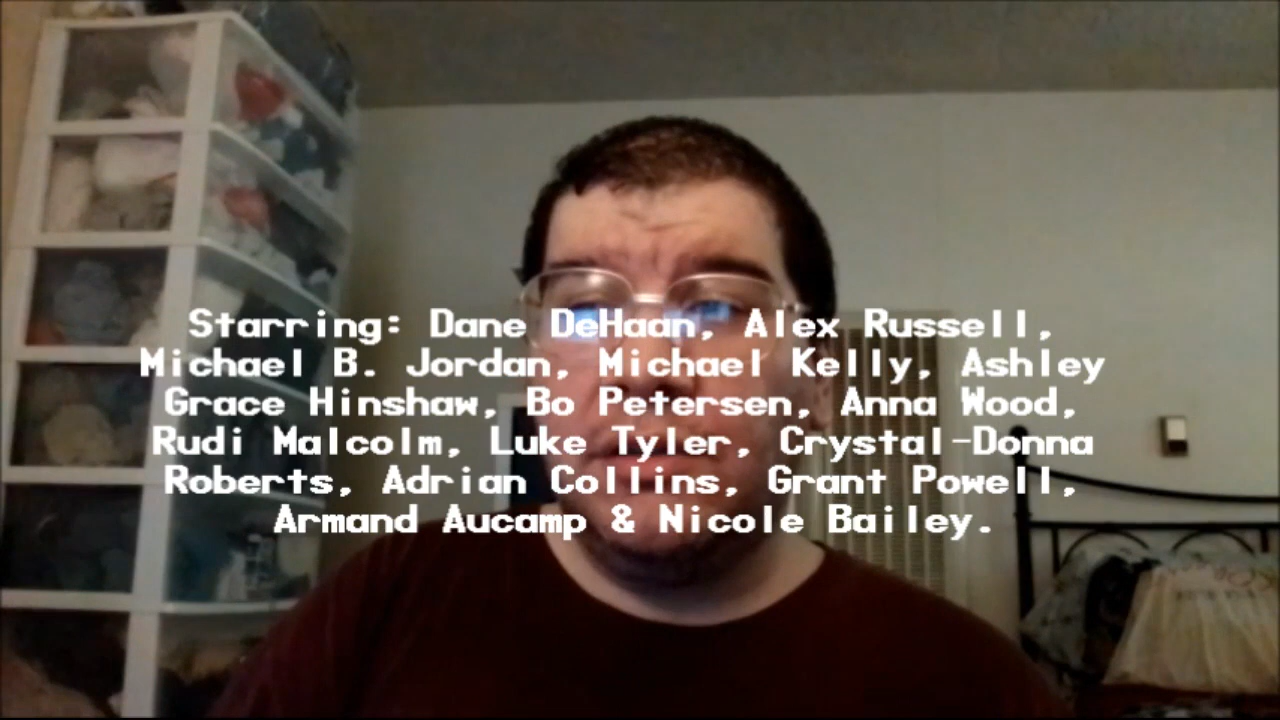 Starring: Dane DeHaan, Alex Russell,
Michael B. Jordan, Michael Kelly, Ashley
Grace Hinshaw, Bo Petersen, Anna Wood,
Rudi Malcolm, Luke Tyler, Crystal-Donna
Roberts, Adrian Collins, Grant Powell,
Armand Aucamp & Nicole Bailey.